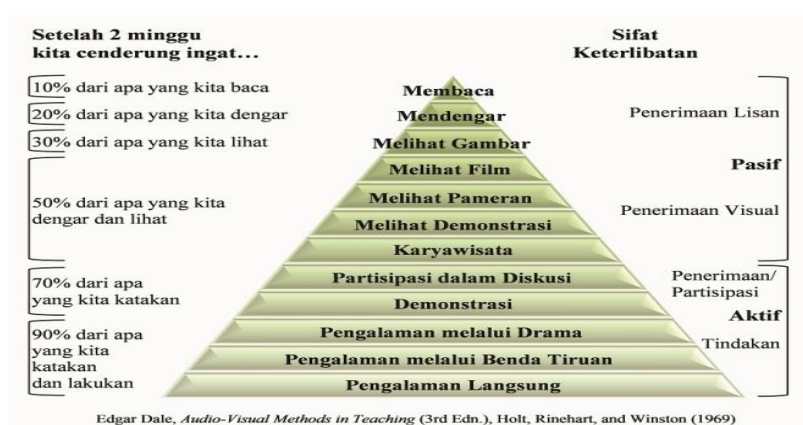 Setelah 2 minggu
kita cenderung ingat...
Sifat
Keterlibatan
10% dari apa yang kita baca
20% dari apa yang kita dengar
30% dari apa yang kita lihat
50% dari apa yang kita
dengar dan lihat
70% dari apa
yang kita katakan
90% dari apa
yang kita
katakan
dan lakukan
Membaca
Mendengar
Melihat Gambar
Melihat Film
Melihat Pameran
Melihat Demonstrasi
Karyawisata
Partisipasi dalam Diskusi
Demonstrasi
Pengalaman melalui Drama
Pengalaman melalui Benda Tiruan
Pengalaman Langsung
Penerimaan Lisan
Pasif
Penerimaan Visual
Penerimaan/
Partisipasi
Aktif
Tindakan
Edgar Dale, Audio-Visual Methods in Teaching (3rd Edn.), Holt, Rinehart, and Winston (1969)